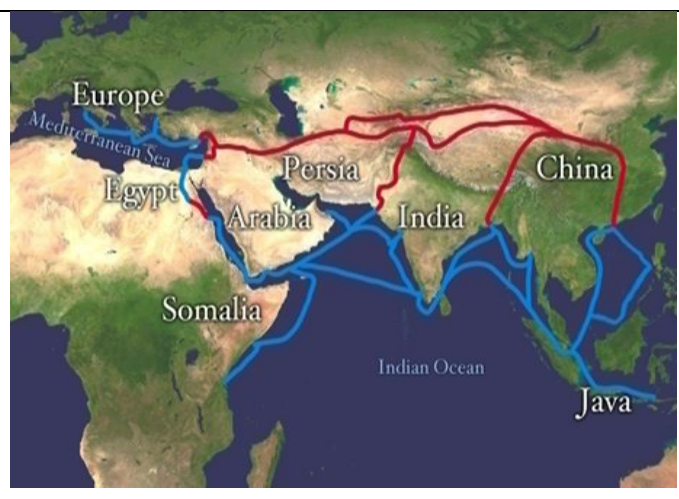 Europe
Mediterranean Sea
Egypt
Persia
Arabia
India
China
Somalia
Indian Ocean
Java